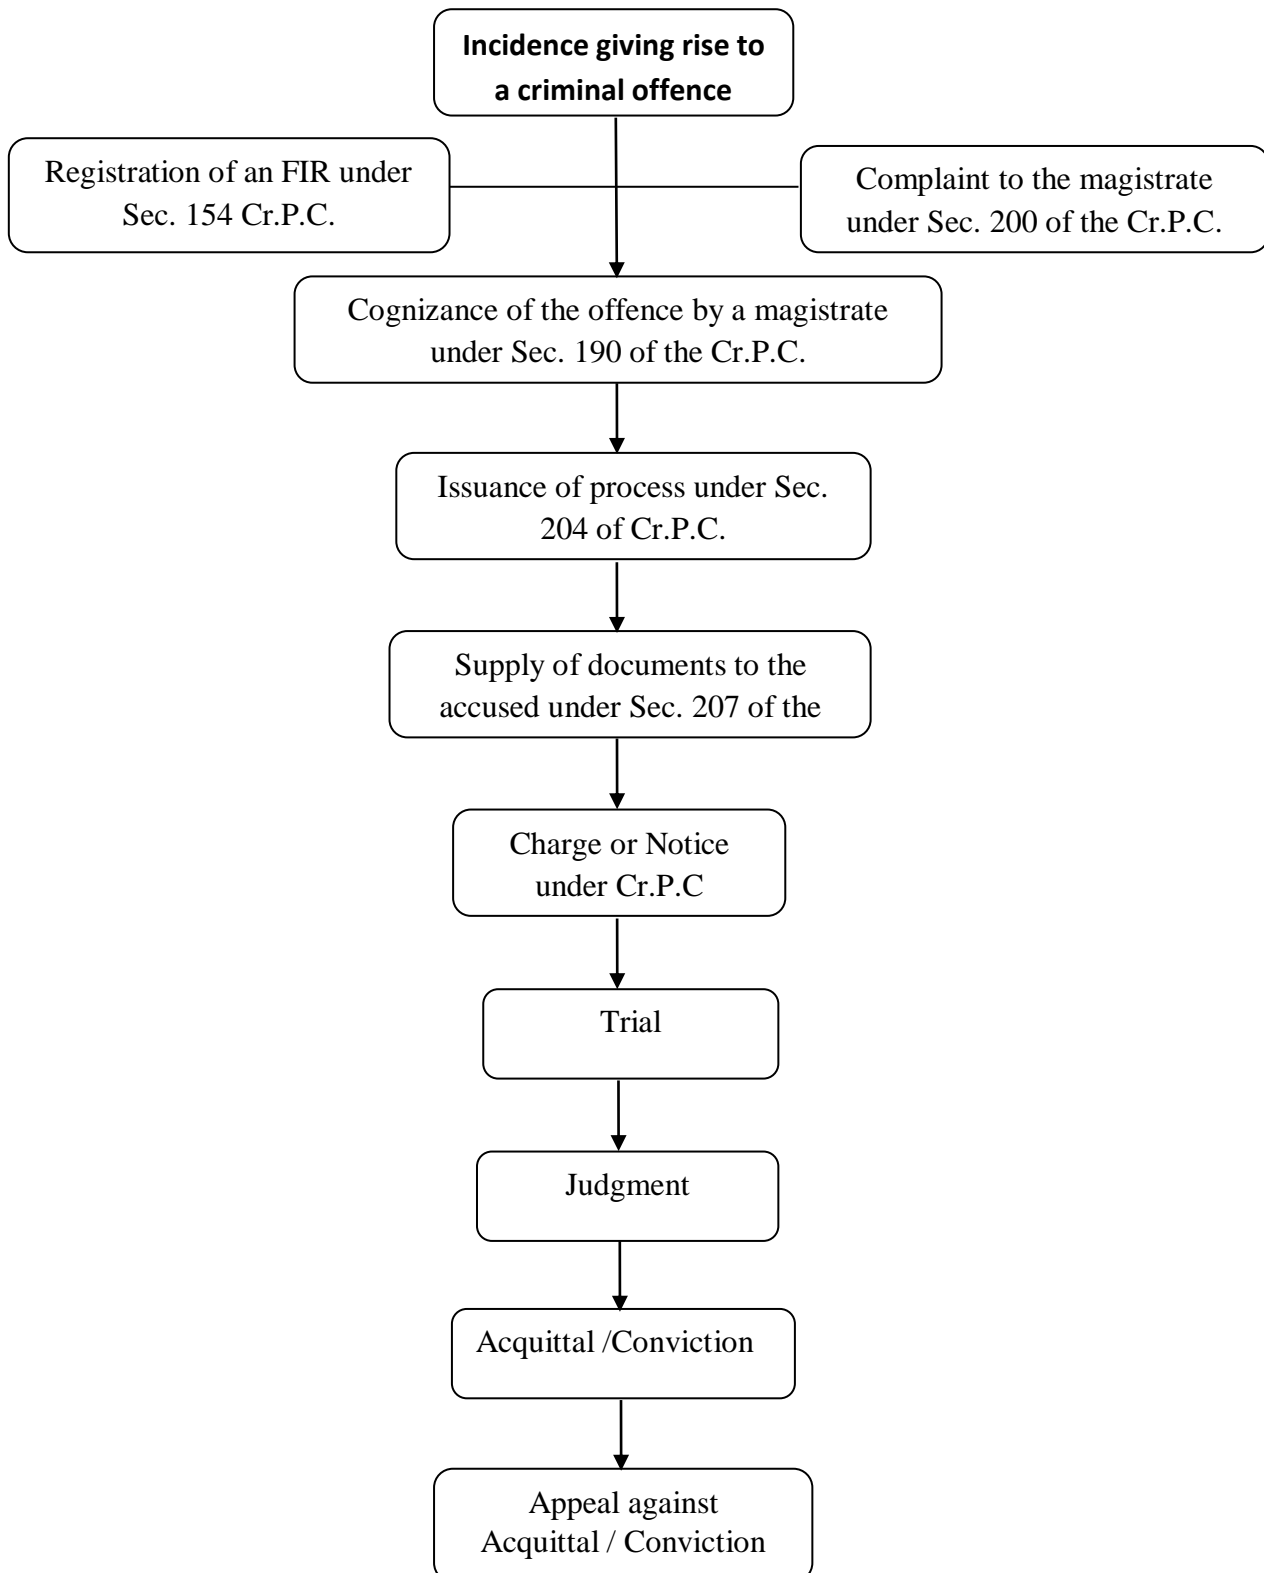 Incidence giving rise to
a criminal offence
Registration of an FIR under
Sec. 154 Cr.P.C.
Complaint to the magistrate
under Sec. 200 of the Cr.P.C.
Cognizance of the offence by a magistrate
under Sec. 190 of the Cr.P.C.
Issuance of process under Sec.
204 of Cr.P.C.
Supply of documents to the
accused under Sec. 207 of the
Charge or Notice
under Cr.P.C
Trial
Judgment
Acquittal /Conviction
Appeal against
Acquittal / Conviction